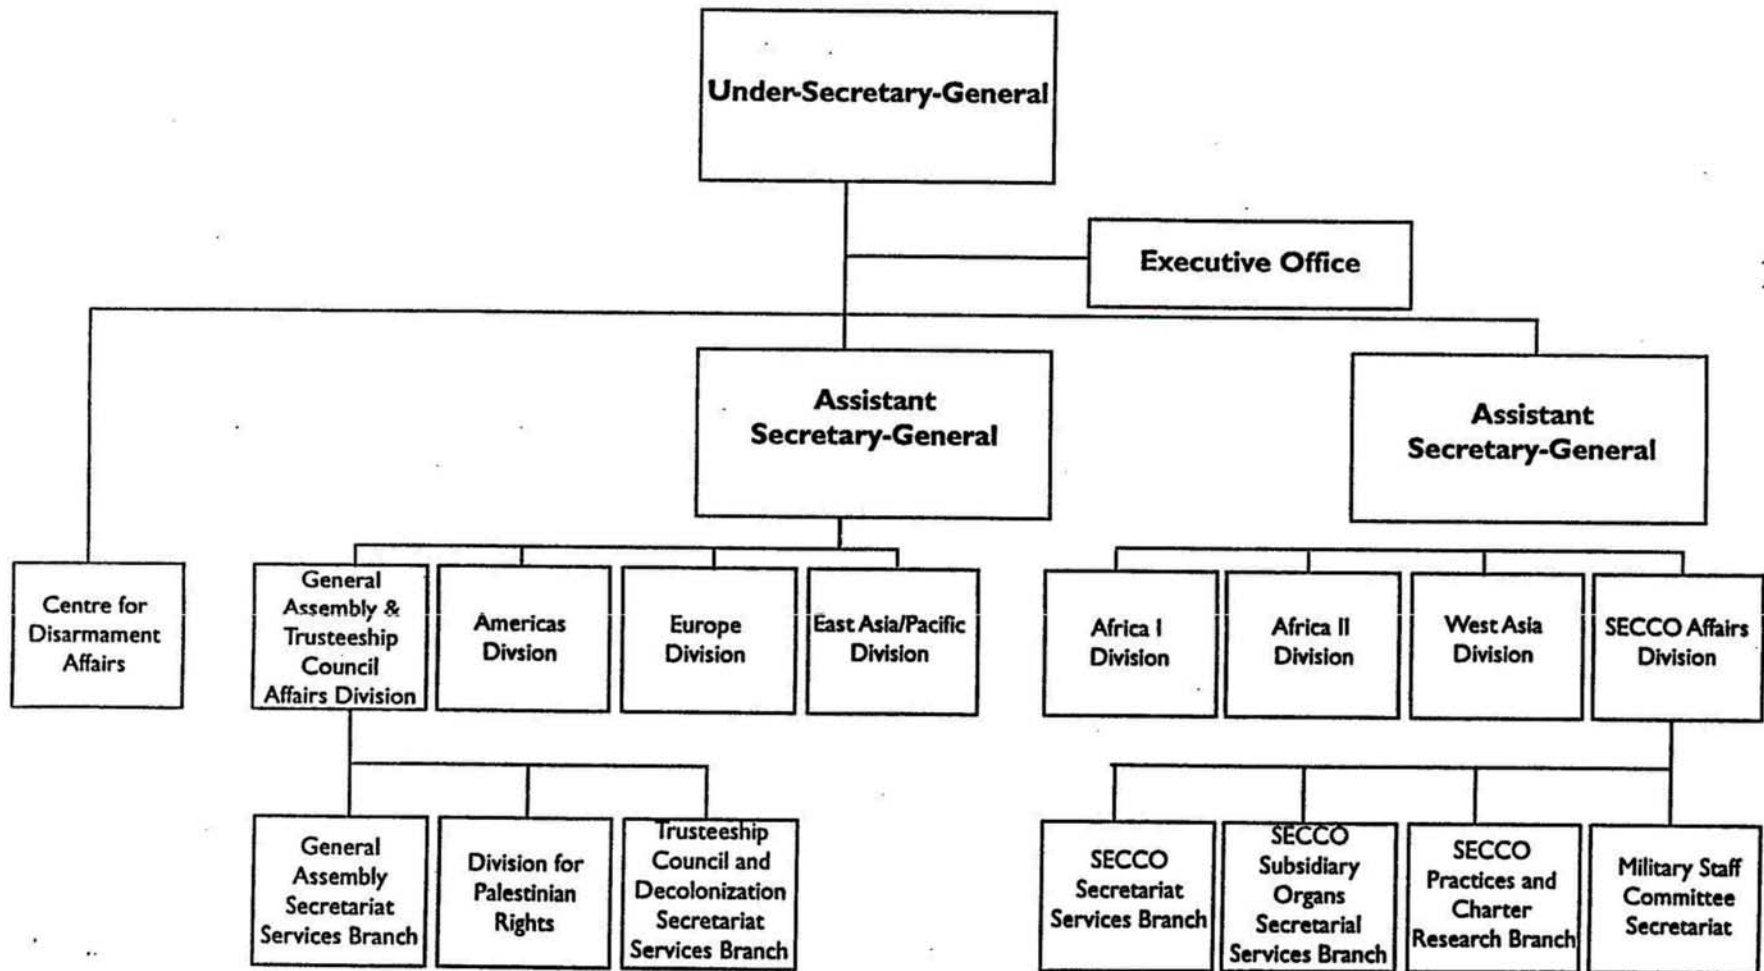 Under-Secretary-General
Executive Office
Assistant
Secretary-General
Assistant
Secretary-General
Centre for
Disarmament
Affairs
General
Assembly &
Trusteeship
Council
Affairs Division
Americas
Divsion
Europe
Division
East Asia/Pacific
Division
Africa I
Division
Africa II
Division
West Asia
Division
SECCO Affairs
Division
General
Assembly
Secretariat
Services Branch
Division for
Palestinian
Rights
Trusteeship
Council and
Decolonization
Secretariat
Services Branch
SECCO
Secretariat
Services Branch
SECCO
Subsidiary
Organs
Secretarial
Services Branch
SECCO
Practices and
Charter
Research Branch
Military Staff
Committee
Secretariat